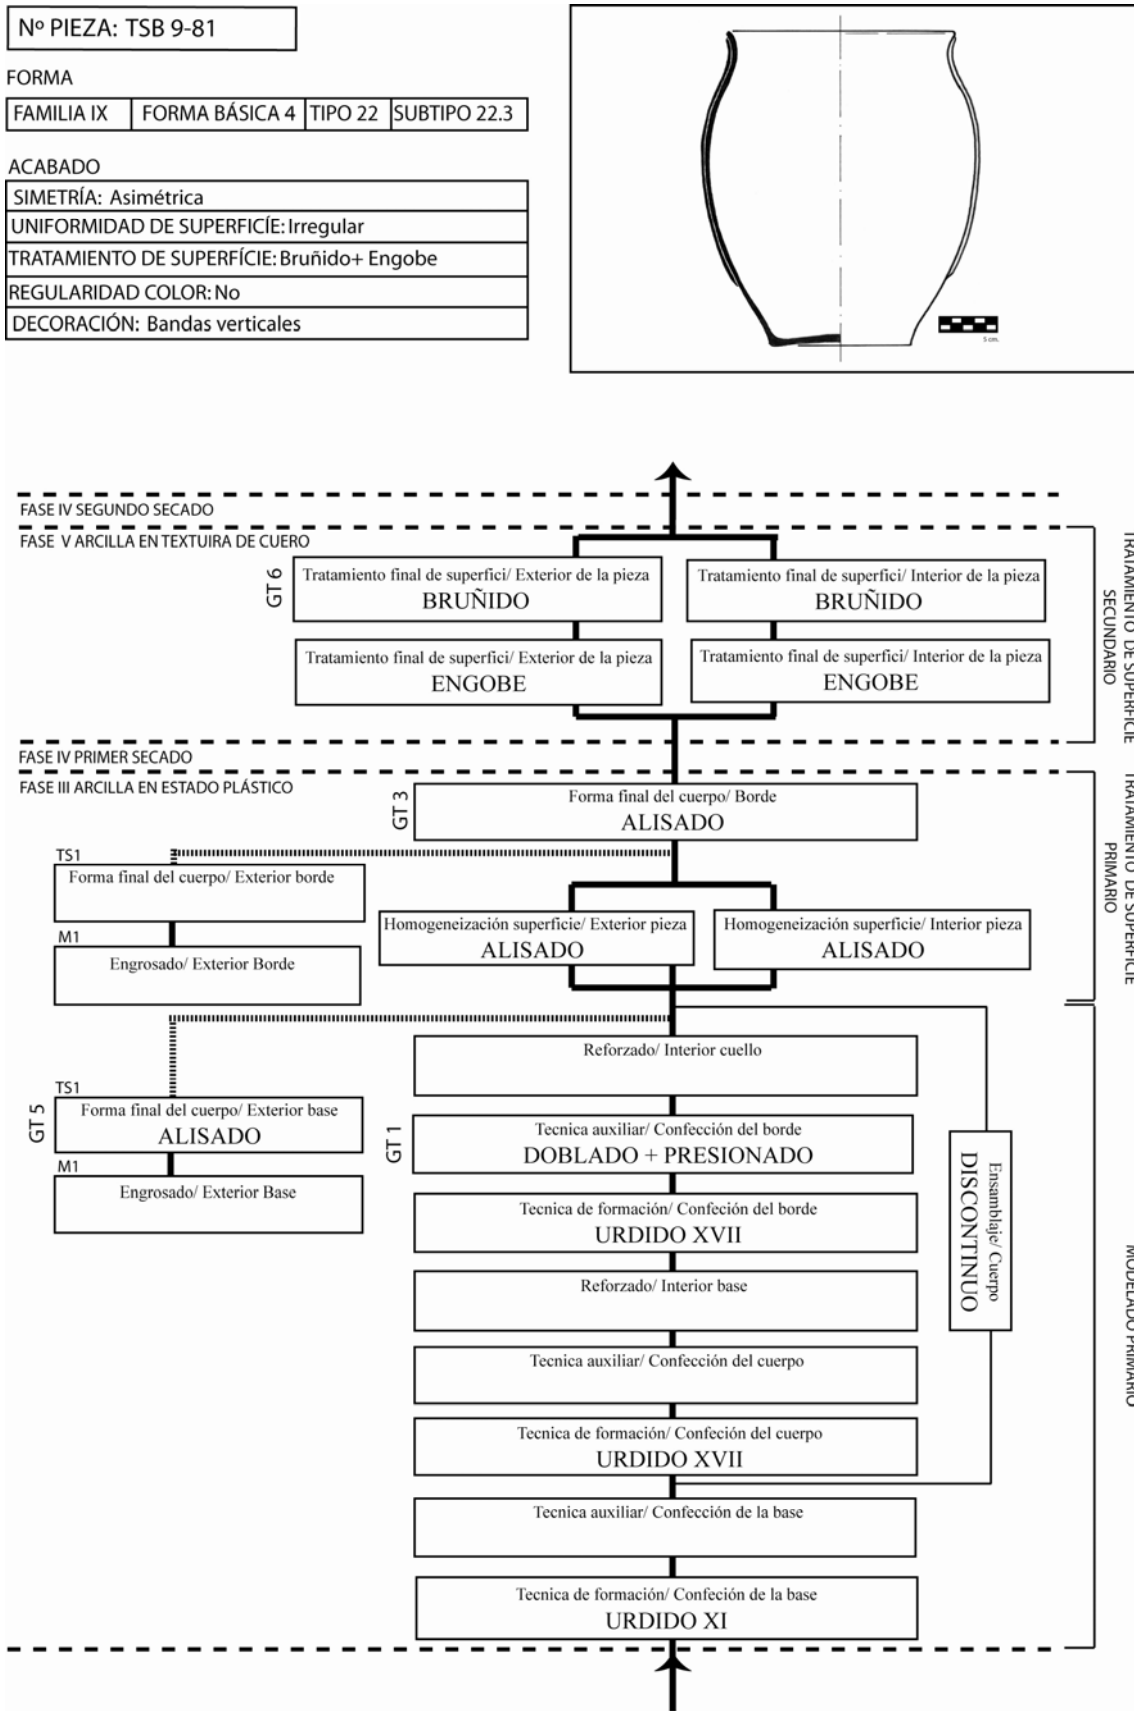 Nº PIEZA: TSB 9-81
FORMA
FAMILIA IX FORMA BÁSICA 4 TIPO 22 SUBTIPO 22.3
ACABADO
SIMETRÍA: Asimétrica
UNIFORMIDAD DE SUPERFICÍE: Irregular
TRATAMIENTO DE SUPERFÍCIE: Bruñido+ Engobe
REGULARIDAD COLOR: No
DECORACIÓN: Bandas verticales
5 cm.
FASE IV SEGUNDO SECADO
FASE V ARCILLA EN TEXTUIRA DE CUERO
GT 6
Tratamiento final de superfici/ Exterior de la pieza
BRUÑIDO
Tratamiento final de superfici/ Interior de la pieza
BRUÑIDO
Tratamiento final de superfici/ Exterior de la pieza
ENGOBE
Tratamiento final de superfici/ Interior de la pieza
ENGOBE
TRATAMIENTO DE SUPERFICIE
SECUNDARIO
FASE IV PRIMER SECADO
FASE III ARCILLA EN ESTADO PLÁSTICO
GT 3
Forma final del cuerpo/ Borde
ALISADO
TS1
Forma final del cuerpo/ Exterior borde
M1
Engrosado/ Exterior Borde
Homogeneización superficie/ Exterior pieza
ALISADO
Homogeneización superficie/ Interior pieza
ALISADO
TRATAMIENTO DE SUPERFICIE
PRIMARIO
Reforzado/ Interior cuello
GT 5
TS1
Forma final del cuerpo/ Exterior base
ALISADO
M1
Engrosado/ Exterior Base
GT 1
Tecnica auxiliar/ Confección del borde
DOBLADO + PRESIONADO
Tecnica de formación/ Confeción del borde
URDIDO XVII
Reforzado/ Interior base
Tecnica auxiliar/ Confección del cuerpo
Tecnica de formación/ Confeción del cuerpo
URDIDO XVII
Ensamblaje/ Cuerpo
DISCONTINUO
Tecnica auxiliar/ Confección de la base
Tecnica de formación/ Confeción de la base
URDIDO XI
MODELADO PRIMARIO